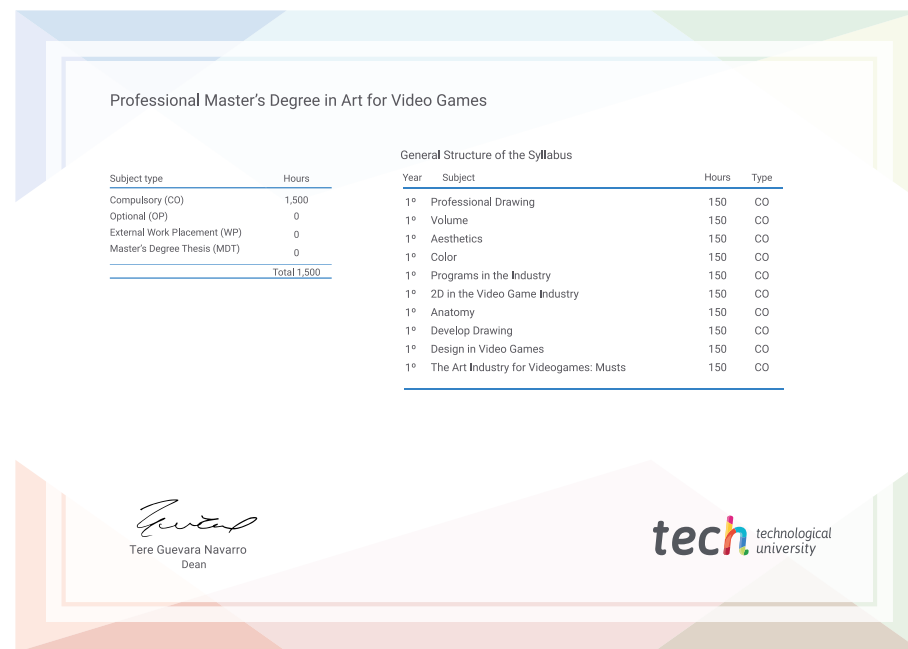 Professional Master's Degree in Art for Video Games
Subject type Hours
Compulsory (CO) 1,500
Optional (OP) 0
External Work Placement (WP) 0
Master's Degree Thesis (MDT) 0
Total 1,500
General Structure of the Syllabus
Year Subject Hours Type
1º Professional Drawing 150 CO
1º Volume 150 CO
1º Aesthetics 150 CO
1º Color 150 CO
1º Programs in the Industry 150 CO
1º 2D in the Video Game Industry 150 CO
1º Anatomy 150 CO
1º Develop Drawing 150 CO
1º Design in Video Games 150 CO
1º The Art Industry for Videogames: Musts 150 CO
Tere Guevara Navarro
Dean
tech technological
university